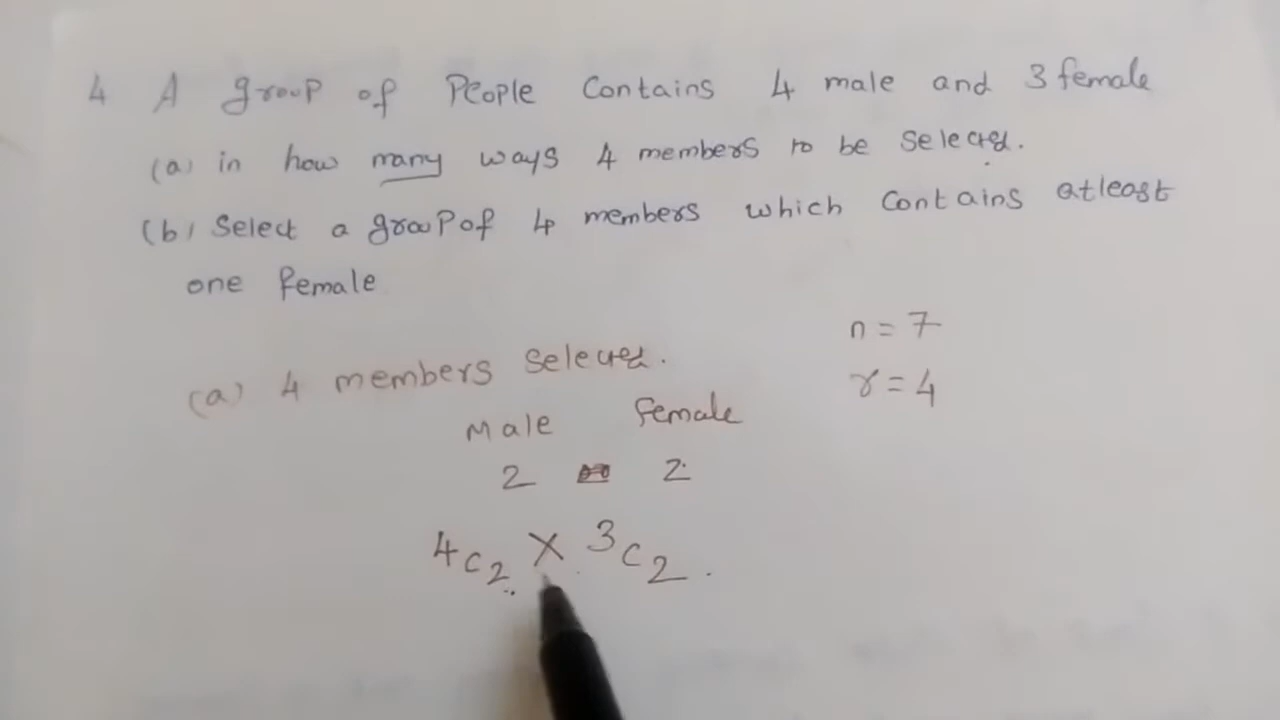 4 A group of People Contains 4 male and 3 female
(a) in how many ways 4 members to be selected.
(b) Select a group of 4 members which contains atleast
one female
n = 7
(a) 4 members selected.
r = 4
Male female
2 2
4C2 X 3C2.